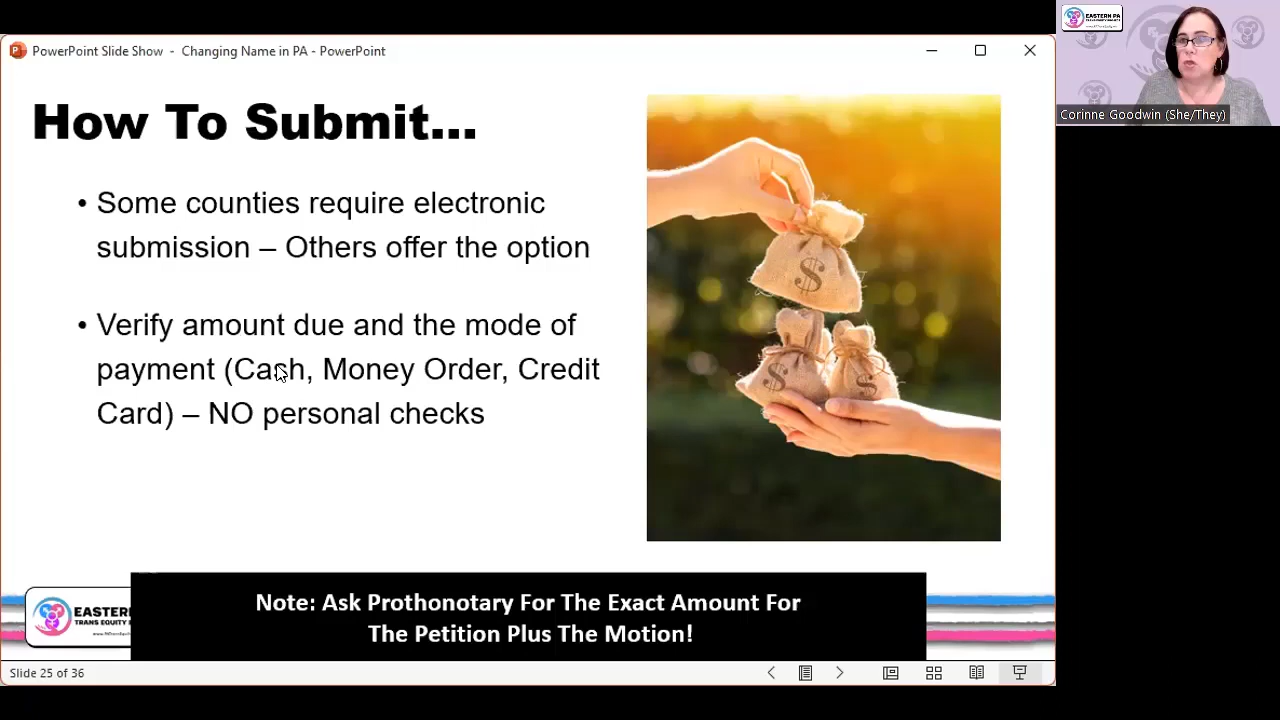 EASTERN PA
PowerPoint Slide Show - Changing Name in PA - PowerPoint
Corinne Goodwin (She/They)
How To Submit...
• Some counties require electronic
submission – Others offer the option
• Verify amount due and the mode of
payment (Cash, Money Order, Credit
Card) – NO personal checks
$
$
$
Note: Ask Prothonotary For The Exact Amount For
The Petition Plus The Motion!
EASTERN
TRANS EQUITY
Slide 25 of 36